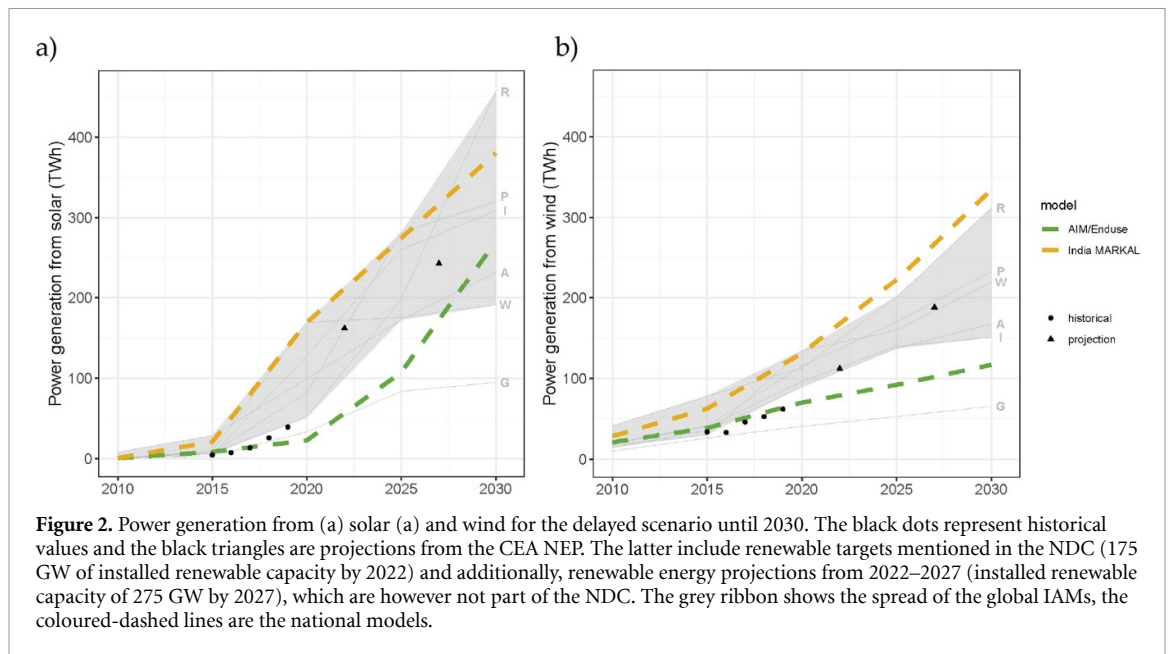 a)
b)
Power generation from solar (TWh)
400
300
200
100
0
2010
2015
2020
2025
2030
R
P
I
A
W
G
Power generation from wind (TWh)
400
300
200
100
0
2010
2015
2020
2025
2030
R
P
W
A
I
G
model
AIM/Enduse
India MARKAL
historical
projection
Figure 2. Power generation from (a) solar (a) and wind for the delayed scenario until 2030. The black dots represent historical
values and the black triangles are projections from the CEA NEP. The latter include renewable targets mentioned in the NDC (175
GW of installed renewable capacity by 2022) and additionally, renewable energy projections from 2022–2027 (installed renewable
capacity of 275 GW by 2027), which are however not part of the NDC. The grey ribbon shows the spread of the global IAMs, the
coloured-dashed lines are the national models.